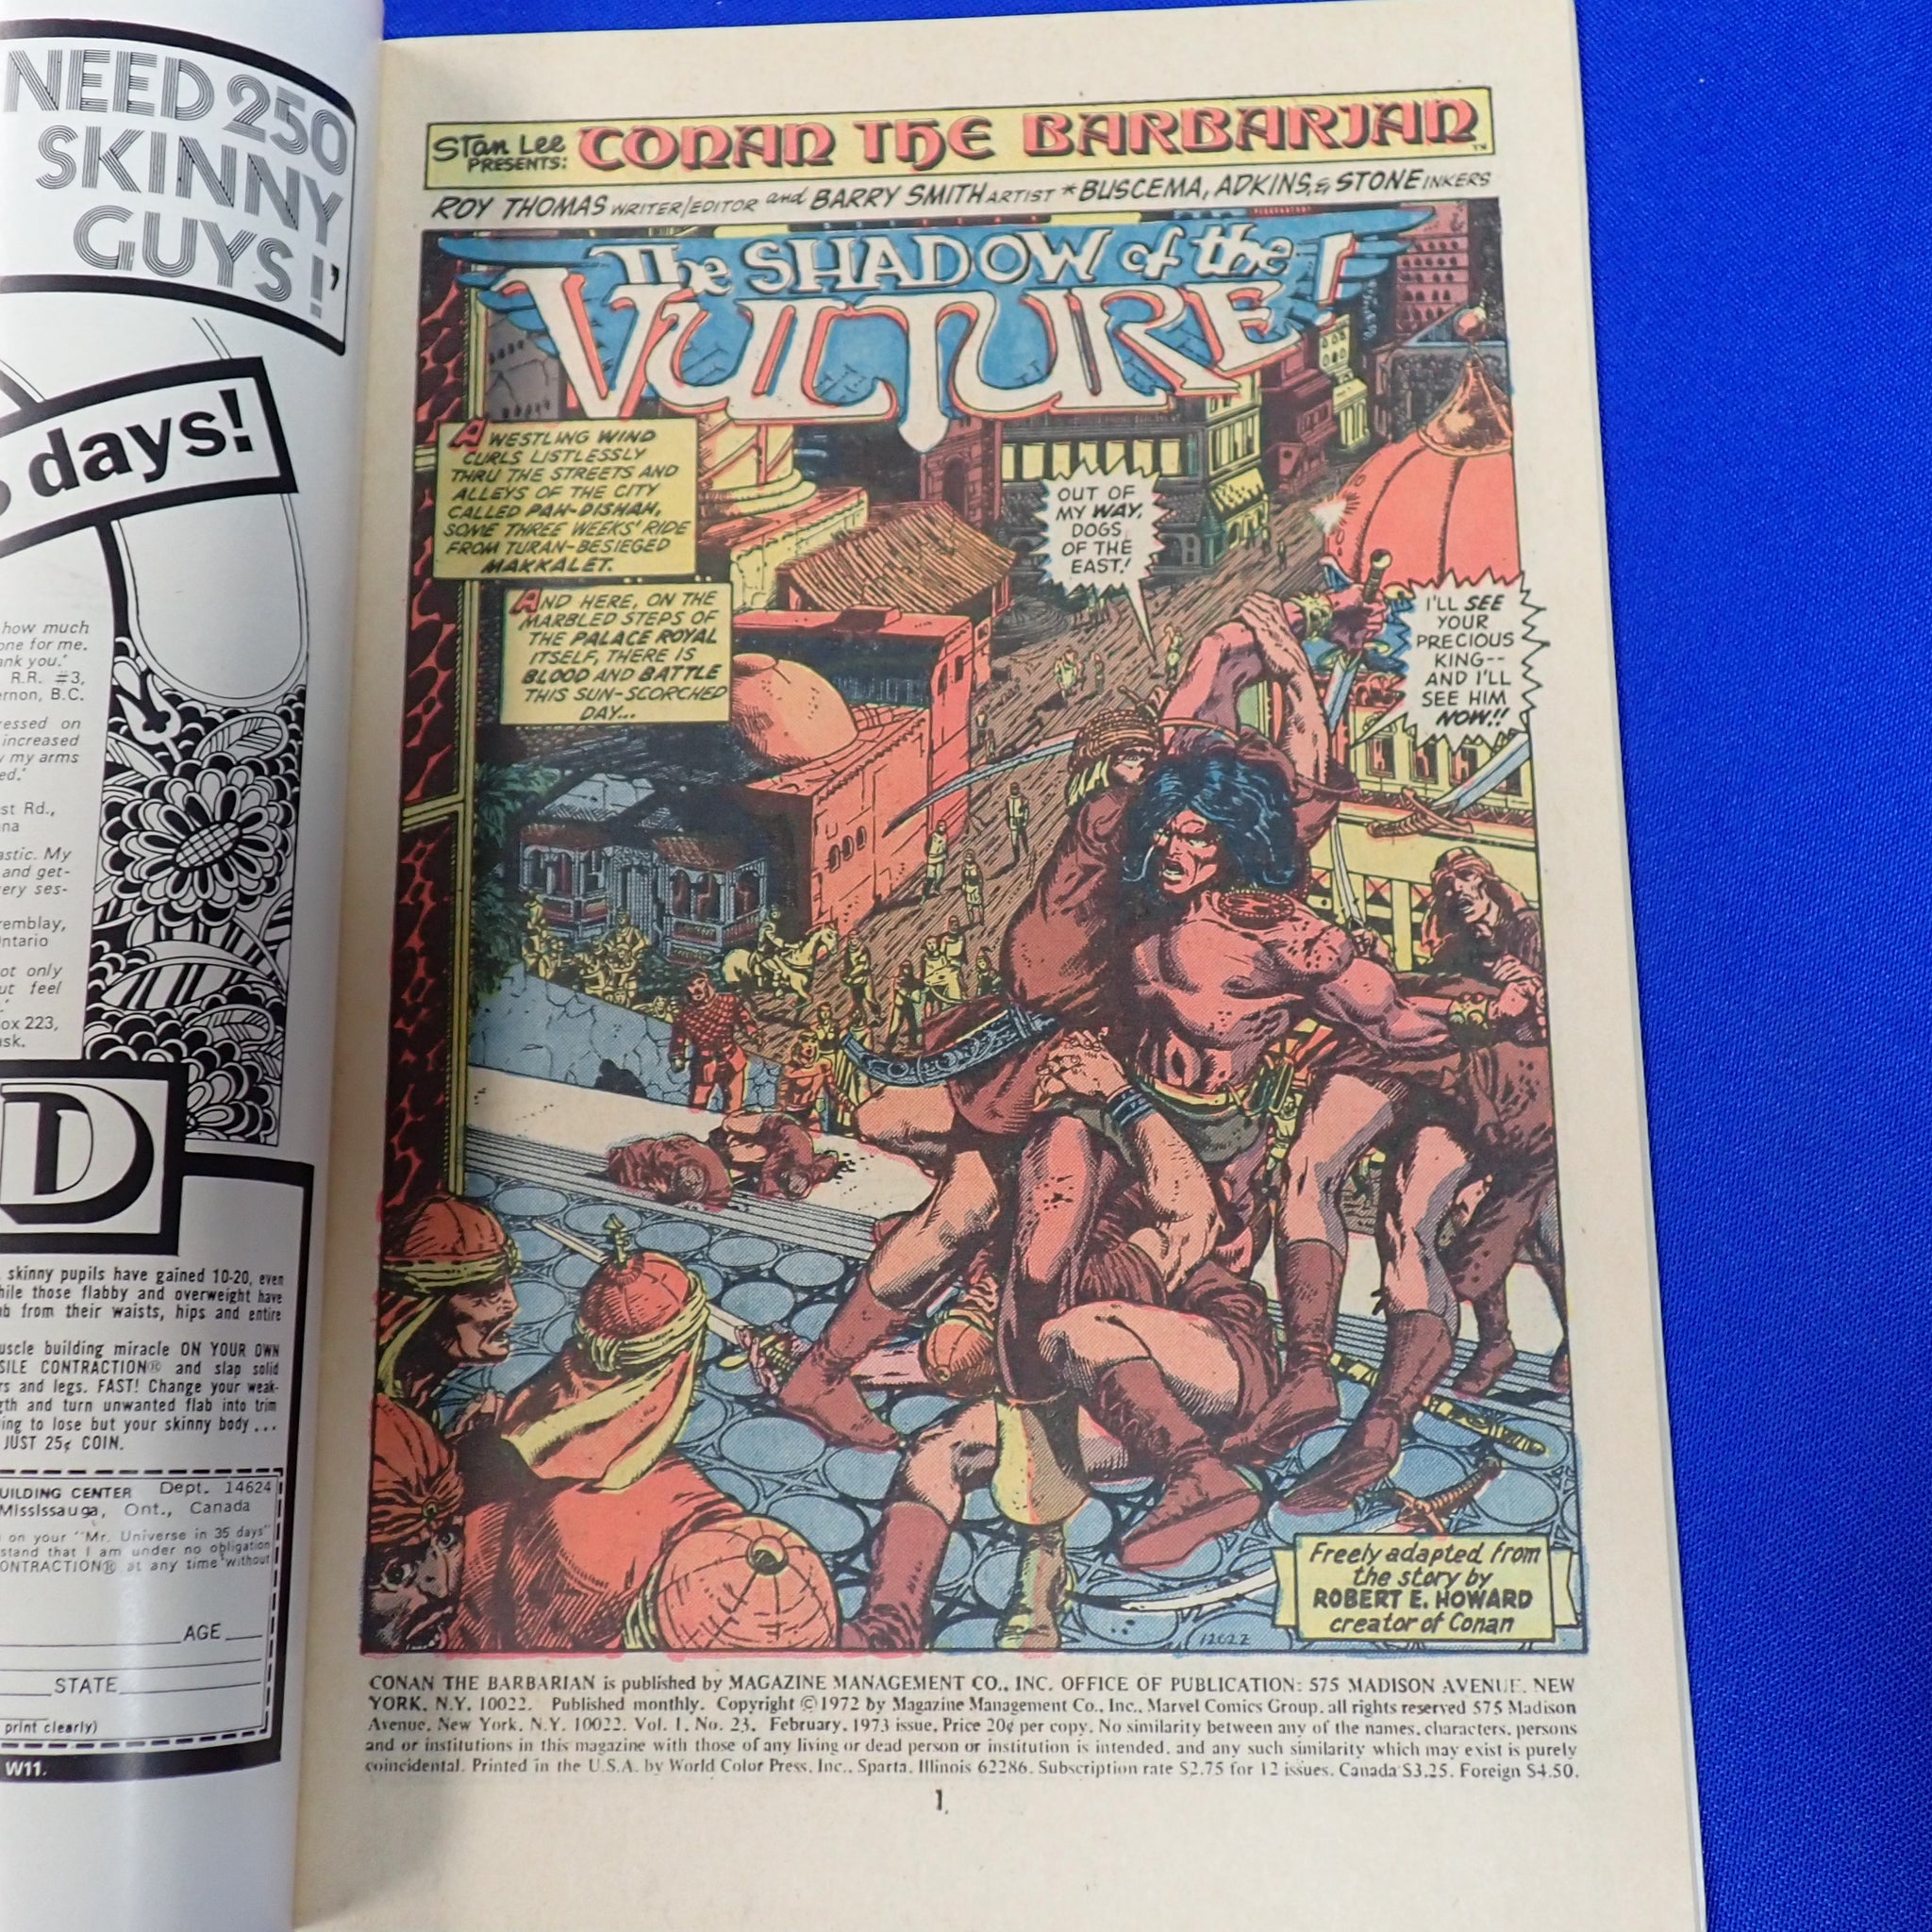 NEED 250
SKINNY
GUYS!'
days!
how much
one for me.
ank you."
R.R. #3,
ernon, B.C.
essed on
increased
my arms
ed."
st Rd.,
na
astic. My
and get-
ery ses-
remblay,
Ontario
ot only
ut feel
ox 223,
ask.
D
skinny pupils have gained 10-20, even
hile those flabby and overweight have
from their waists, hips and entire
uscle building miracle ON YOUR OWN
SILE CONTRACTION® and slap solid
rs and legs. FAST! Change your weak-
gth and turn unwanted flab into trim
ing to lose but your skinny body ...
JUST 25¢ COIN.
UILDING CENTER Dept. 14624
Mississauga, Ont., Canada
on your "Mr. Universe in 35 days"
stand that I am under no obligation
ONTRACTION® at any time without
AGE
STATE
print clearly)
W11.
Stan Lee
PRESENTS:
CONAN THE BARBARIAN™
ROY THOMAS WRITER/EDITOR and BARRY SMITH ARTIST * BUSCEMA, ADKINS, & STONE INKERS
The SHADOW of the
VULTURE!
A WESTLING WIND
CURLS LISTLESSLY
THRU THE STREETS AND
ALLEYS OF THE CITY
CALLED PAH-DISHAH,
SOME THREE WEEKS' RIDE
FROM TURAN-BESIEGED
MAKKALET.
AND HERE, ON THE
MARBLED STEPS OF
THE PALACE ROYAL
ITSELF, THERE IS
BLOOD AND BATTLE
THIS SUN-SCORCHED
DAY...
OUT OF
MY WAY,
DOGS
OF THE
EAST!
I'LL SEE
YOUR
PRECIOUS
KING--
AND I'LL
SEE HIM
NOW!!
Freely adapted from
the story by
ROBERT E. HOWARD
creator of Conan
CONAN THE BARBARIAN is published by MAGAZINE MANAGEMENT CO., INC. OFFICE OF PUBLICATION: 575 MADISON AVENUE, NEW
YORK, N.Y. 10022. Published monthly. Copyright © 1972 by Magazine Management Co., Inc., Marvel Comics Group, all rights reserved 575 Madison
Avenue, New York, N.Y. 10022. Vol. 1, No. 23, February, 1973 issue. Price 20¢ per copy. No similarity between any of the names, characters, persons
and or institutions in this magazine with those of any living or dead person or institution is intended, and any such similarity which may exist is purely
coincidental. Printed in the U.S.A. by World Color Press, Inc., Sparta, Illinois 62286. Subscription rate $2.75 for 12 issues. Canada $3.25. Foreign $4.50.
1.